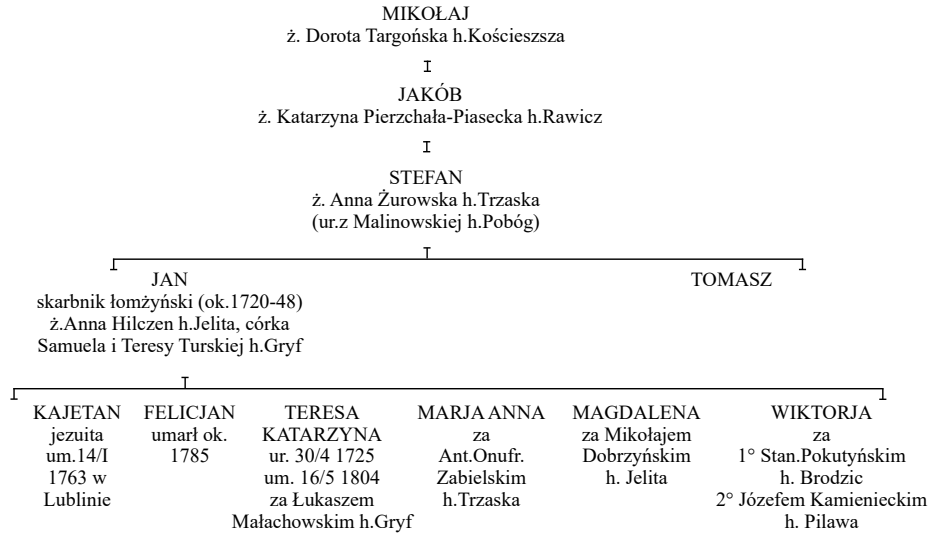 MIKOŁAJ
ż. Dorota Targońska h.Kościeszsza
JAKÓB
ż. Katarzyna Pierzchała-Piasecka h.Rawicz
STEFAN
ż. Anna Żurowska h.Trzaska
(ur.z Malinowskiej h.Pobóg)
JAN
skarbnik łomżyński (ok.1720-48)
ż.Anna Hilczen h.Jelita, córka
Samuela i Teresy Turskiej h.Gryf
TOMASZ
KAJETAN
jezuita
um.14/I
1763 w
Lublinie
FELICJAN
umarł ok.
1785
TERESA
KATARZYNA
ur. 30/4 1725
um. 16/5 1804
za Łukaszem
Małachowskim h.Gryf
MARJA ANNA
za
Ant.Onufr.
Zabielskim
h.Trzaska
MAGDALENA
za Mikołajem
Dobrzyńskim
h. Jelita
WIKTORJA
za
1° Stan.Pokutyńskim
h. Brodzic
2° Józefem Kamienieckim
h. Pilawa